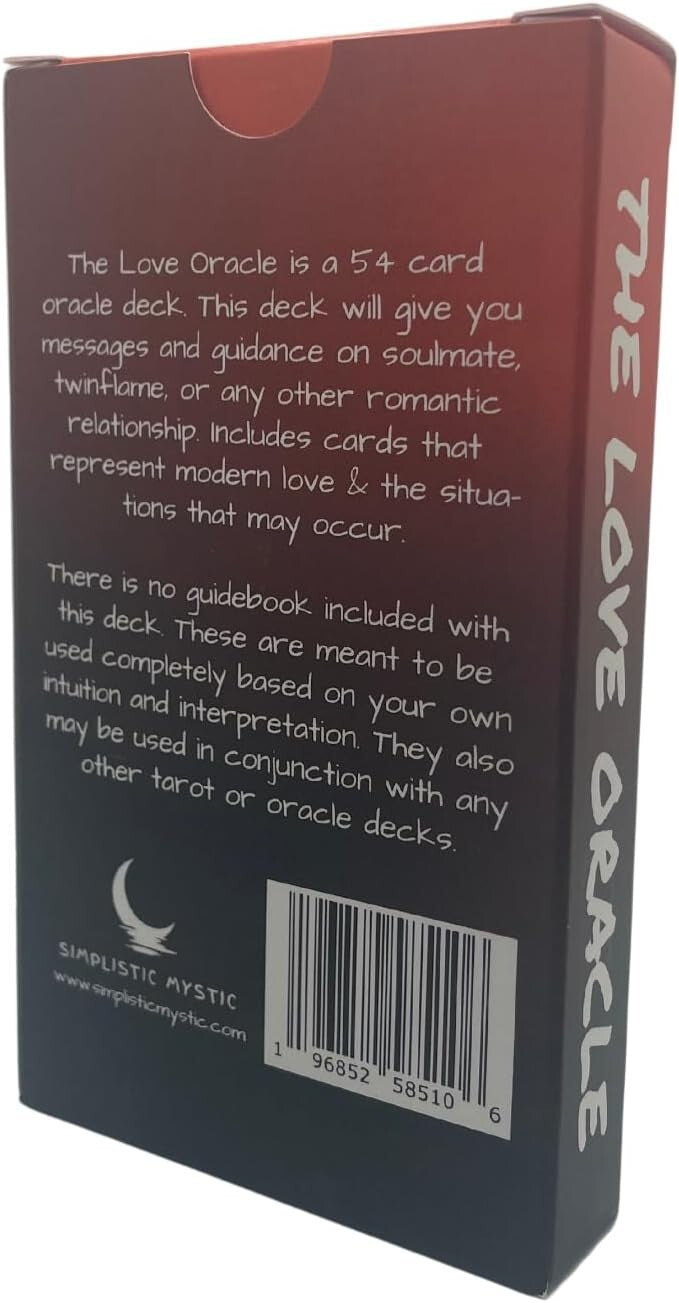 The Love Oracle is a 54 card
oracle deck. This deck will give you
messages and guidance on soulmate,
twinflame, or any other romantic
relationship. Includes cards that
represent modern love & the situa-
tions that may occur.
There is no guidebook included with
this deck. These are meant to be
used completely based on your own
intuition and interpretation. They also
may be used in conjunction with any
other tarot or oracle decks.
SIMPLISTIC MYSTIC
www.simplisticmystic.com
1 96852 58510 6
THE LOVE ORACLE